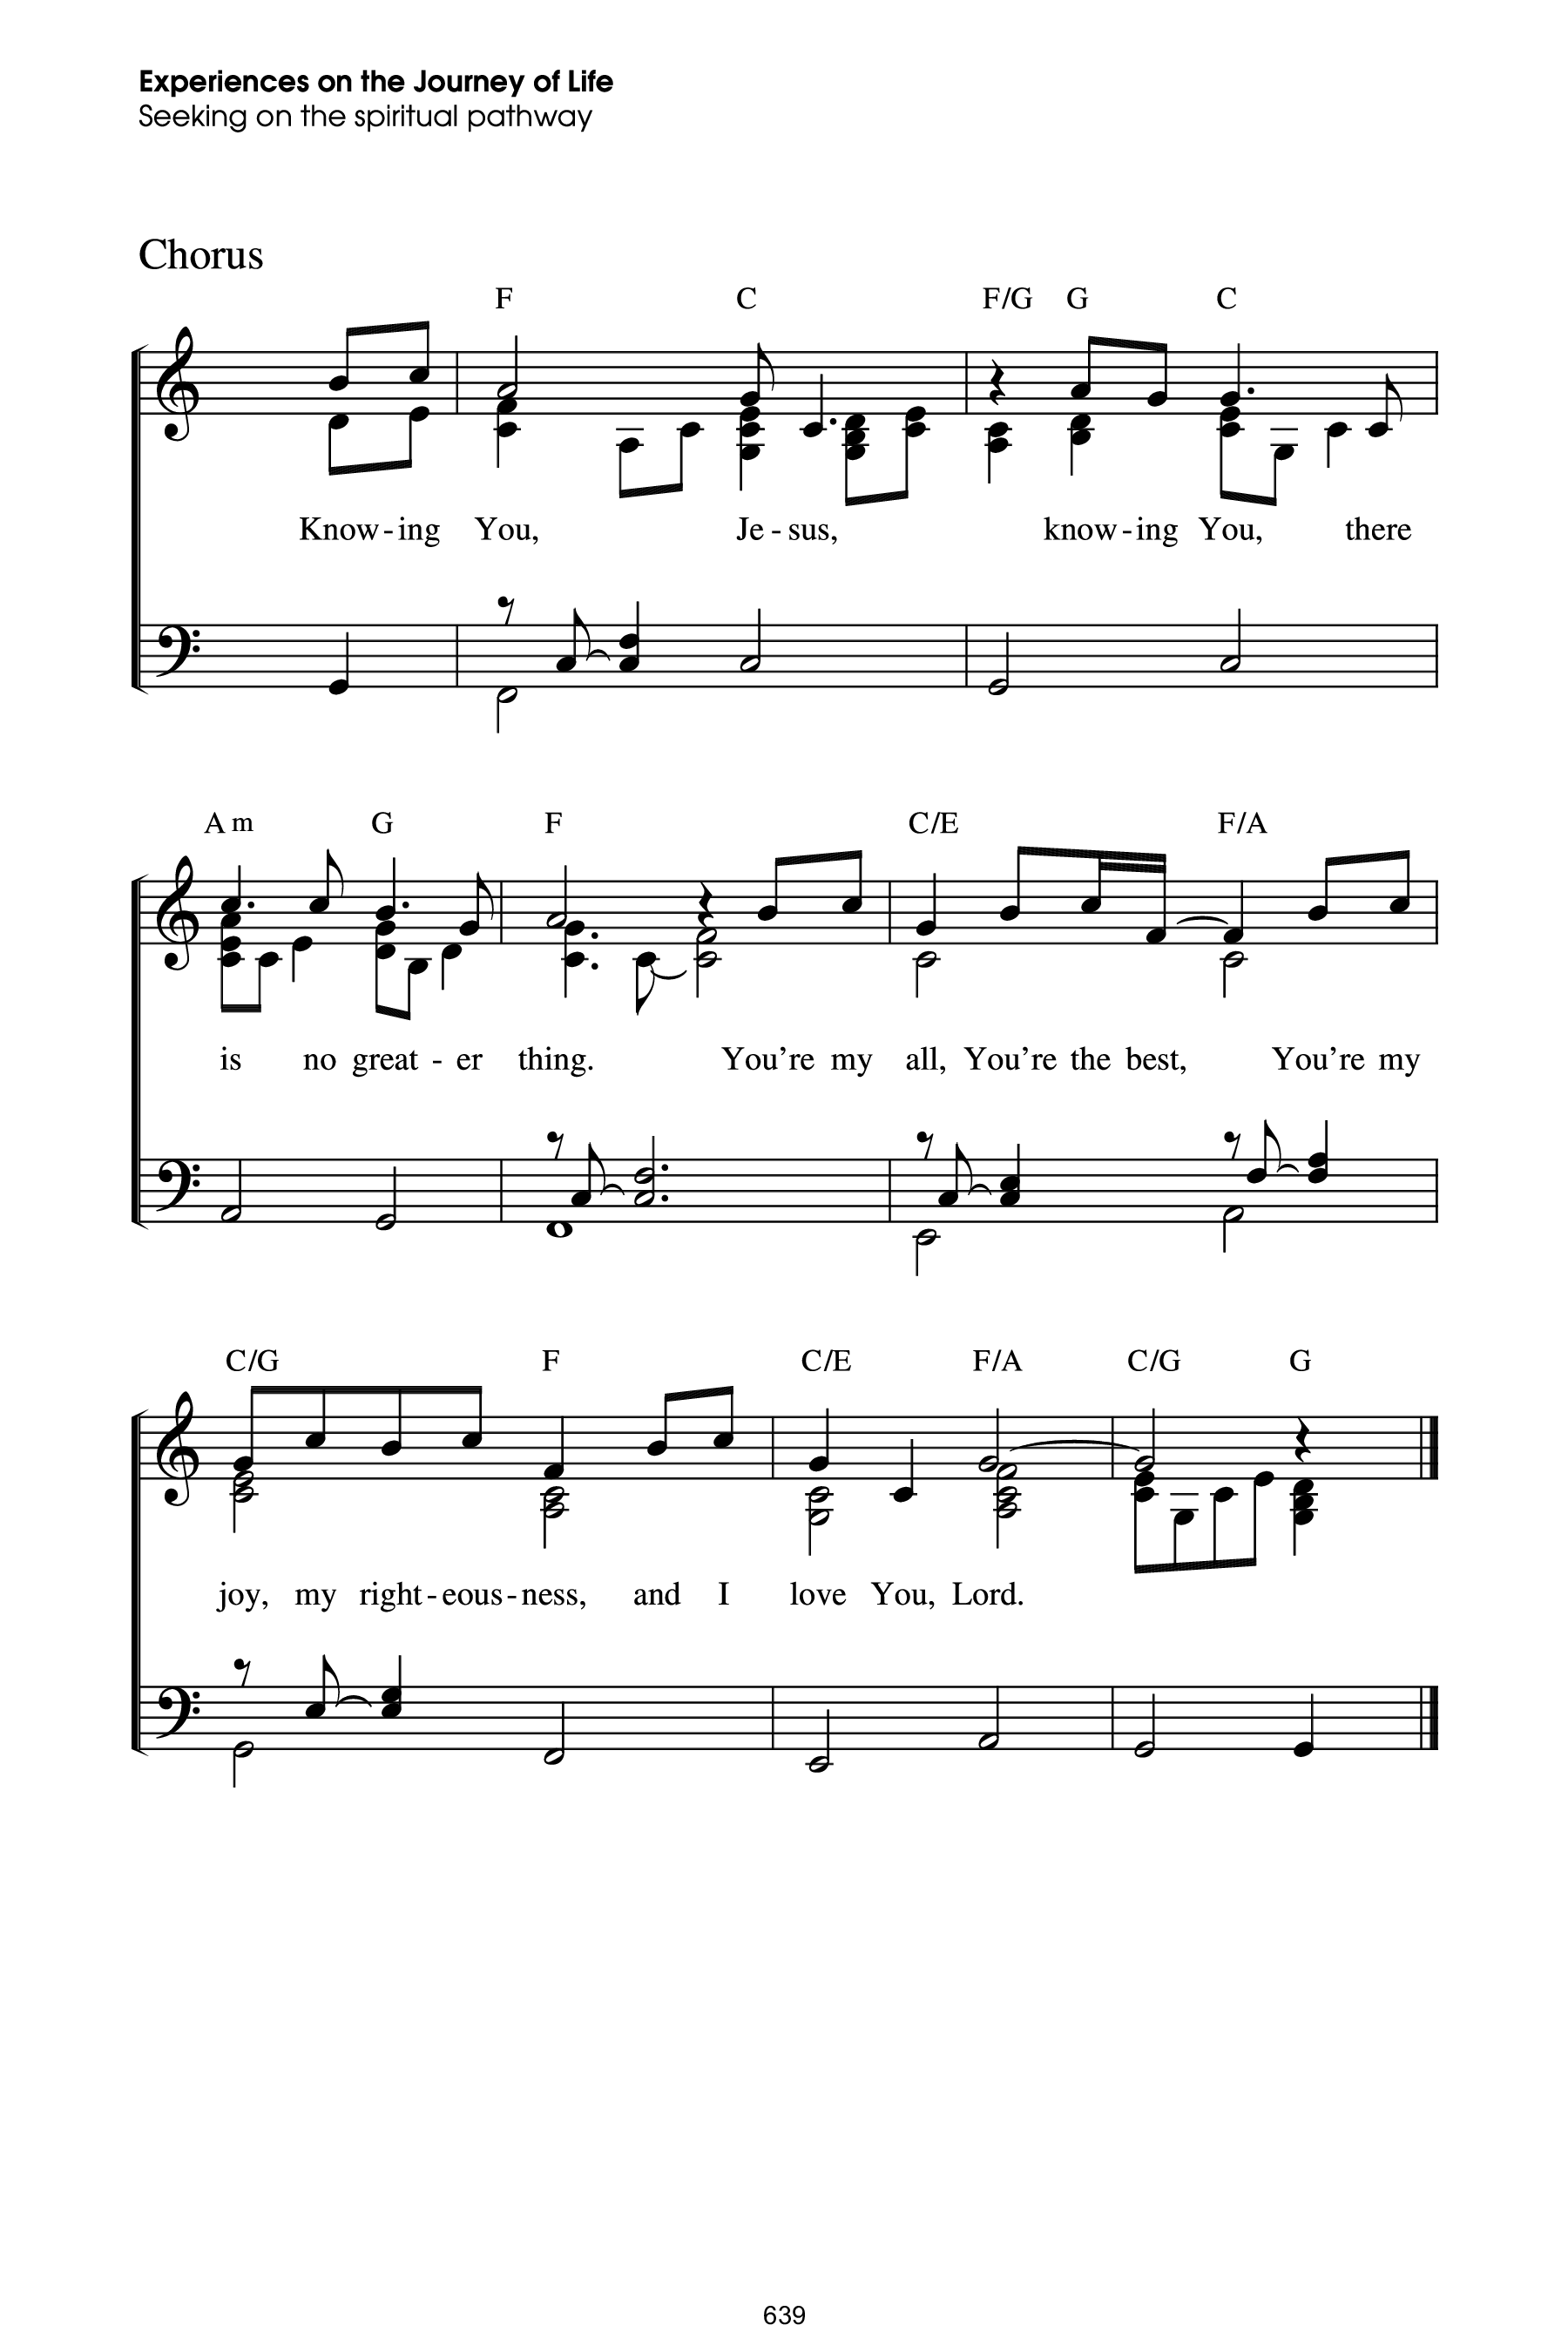 Experiences on the Journey of Life
Seeking on the spiritual pathway
Chorus
F C F/G G C
Know - ing You, Je - sus, know - ing You, there
Am G F C/E F/A
is no great - er thing. You're my all, You're the best, You're my
C/G F C/E F/A C/G G
joy, my right - eous - ness, and I love You, Lord.
639